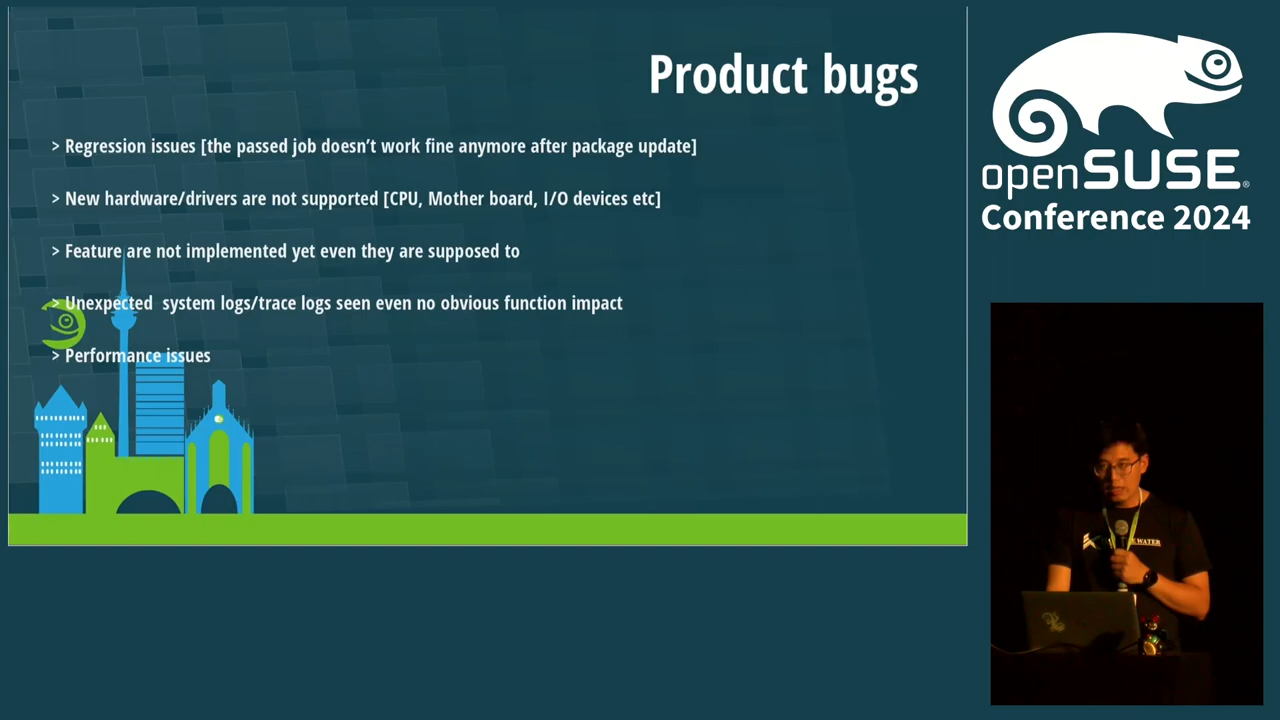 Product bugs
> Regression issues [the passed job doesn’t work fine anymore after package update]
> New hardware/drivers are not supported [CPU, Mother board, I/O devices etc]
> Feature are not implemented yet even they are supposed to
> Unexpected  system logs/trace logs seen even no obvious function impact
> Performance issues
openSUSE®
Conference 2024
WATER